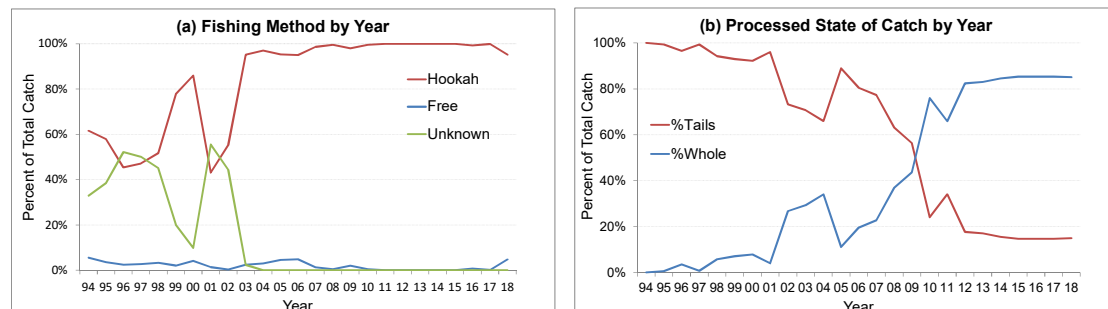 (a) Fishing Method by Year
Percent of Total Catch
100%
80%
60%
40%
20%
0%
Hookah
Free
Unknown
94 95 96 97 98 99 00 01 02 03 04 05 06 07 08 09 10 11 12 13 14 15 16 17 18
Year
(b) Processed State of Catch by Year
Percent of Total Catch
100%
80%
60%
40%
20%
0%
%Tails
%Whole
94 95 96 97 98 99 00 01 02 03 04 05 06 07 08 09 10 11 12 13 14 15 16 17 18
Year